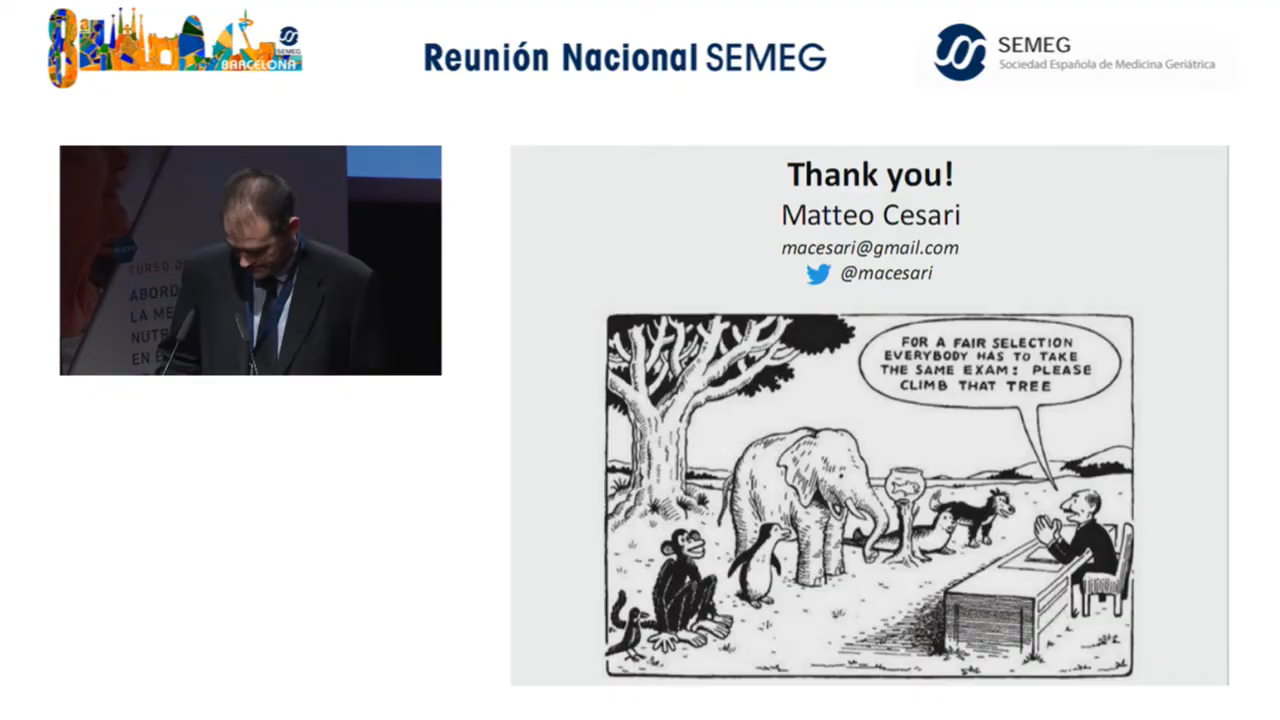 8ª
SEMEG
BARCELONA
Reunión Nacional SEMEG
SEMEG
Sociedad Española de Medicina Geriátrica
CURSO
ABORD
LA ME
NUTR
EN
Thank you!
Matteo Cesari
macesari@gmail.com
@macesari
FOR A FAIR SELECTION
EVERYBODY HAS TO TAKE
THE SAME EXAM: PLEASE
CLIMB THAT TREE